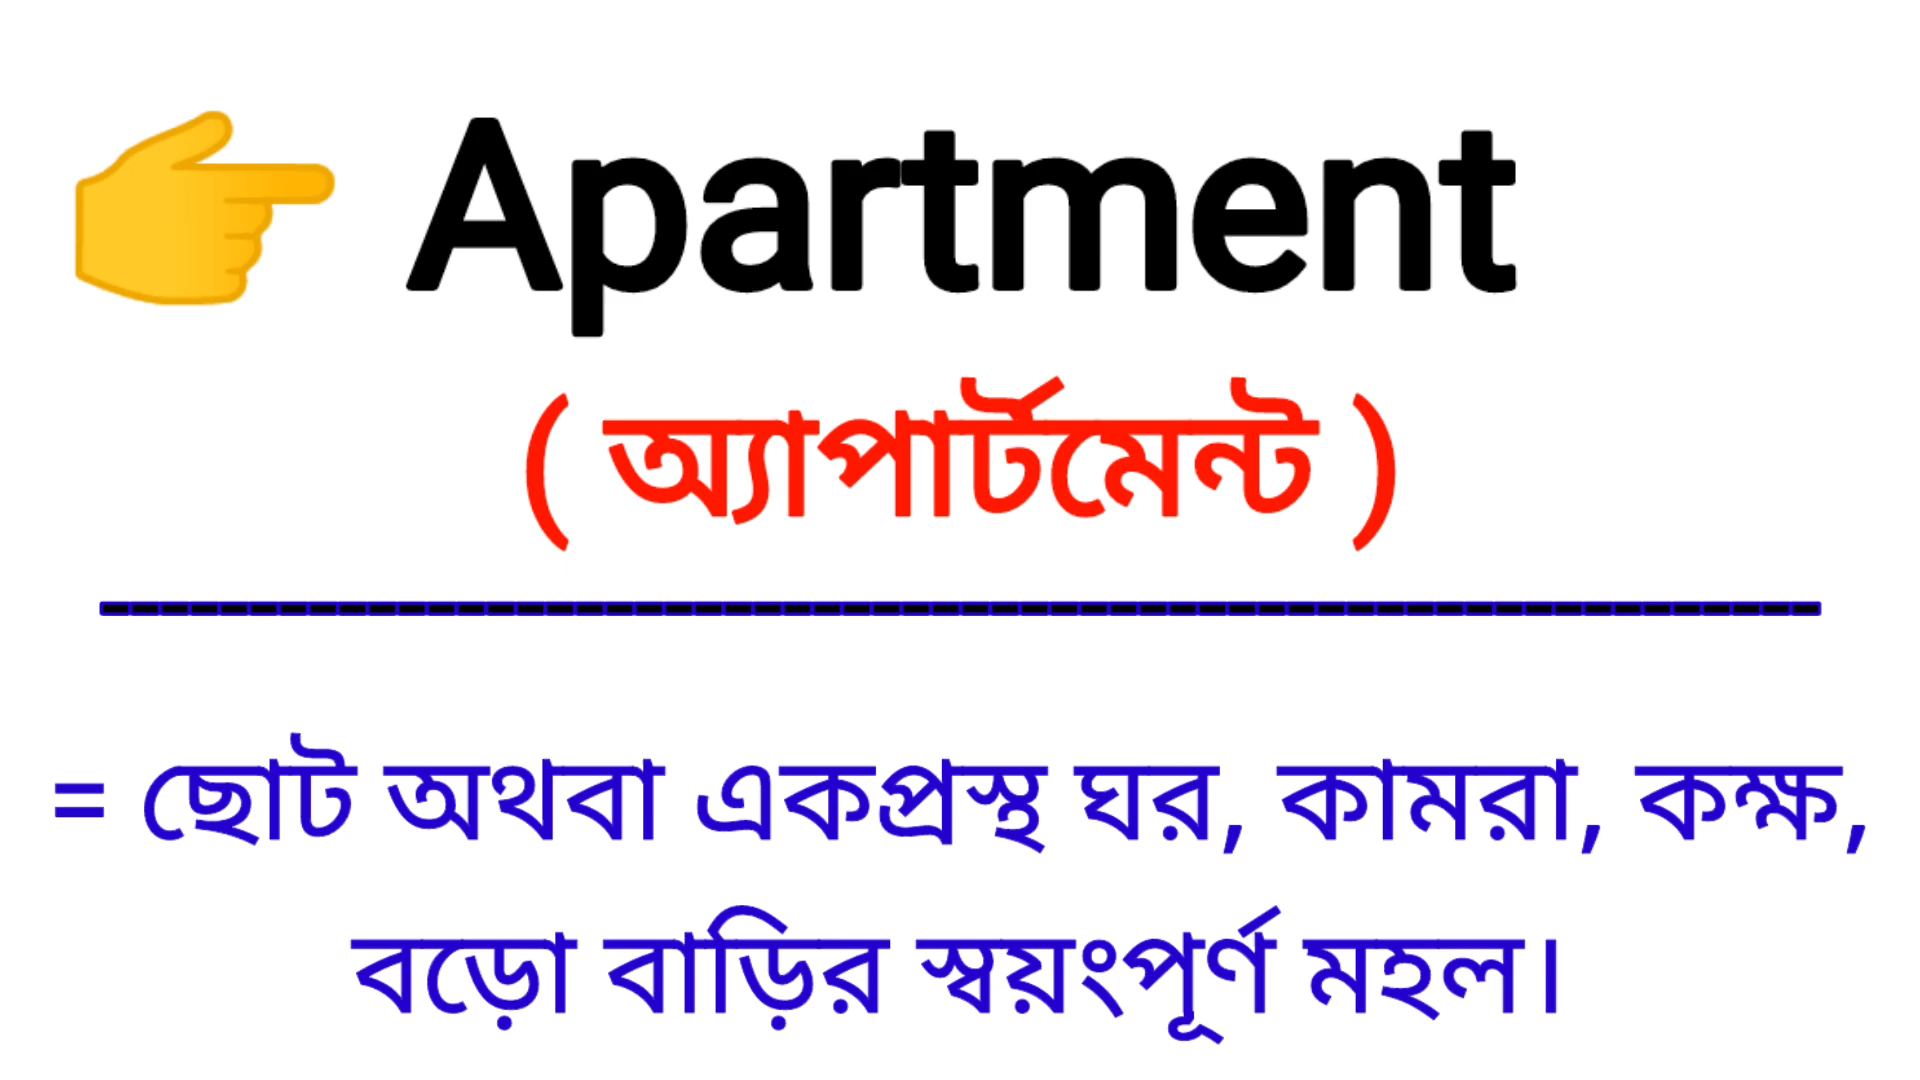 👉 Apartment
( অ্যাপার্টমেন্ট )
----------------------------------------------------------
= ছোট অথবা একপ্রস্থ ঘর, কামরা, কক্ষ,
বড়ো বাড়ির স্বয়ংপূর্ণ মহল।